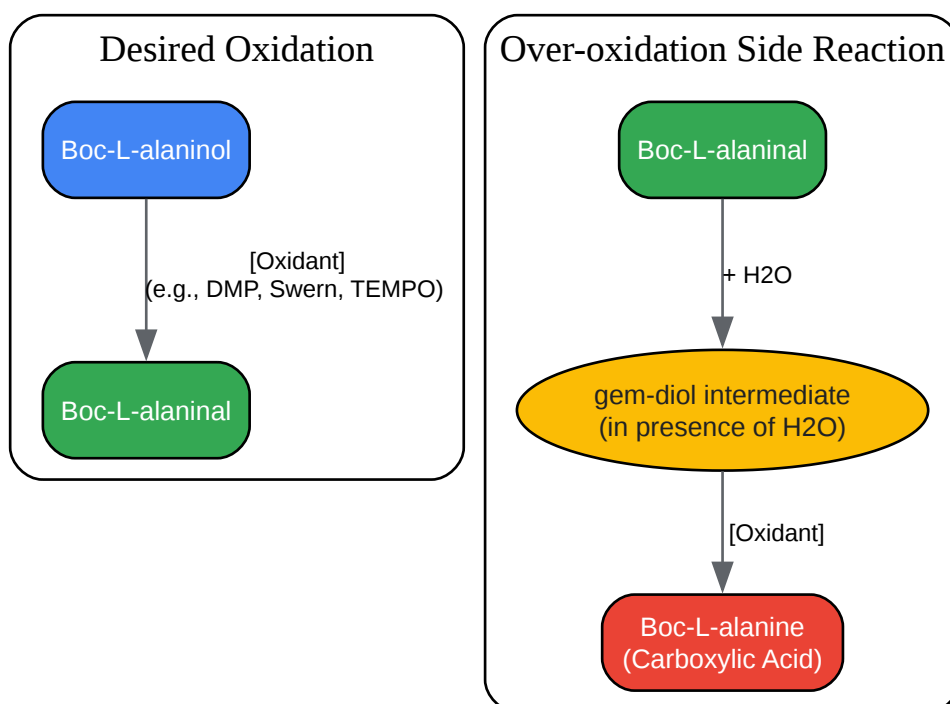 Desired Oxidation
Boc-L-alaninol
[Oxidant]
(e.g., DMP, Swern, TEMPO)
Boc-L-alaninal
Over-oxidation Side Reaction
Boc-L-alaninal
+ H2O
gem-diol intermediate
(in presence of H2O)
[Oxidant]
Boc-L-alanine
(Carboxylic Acid)